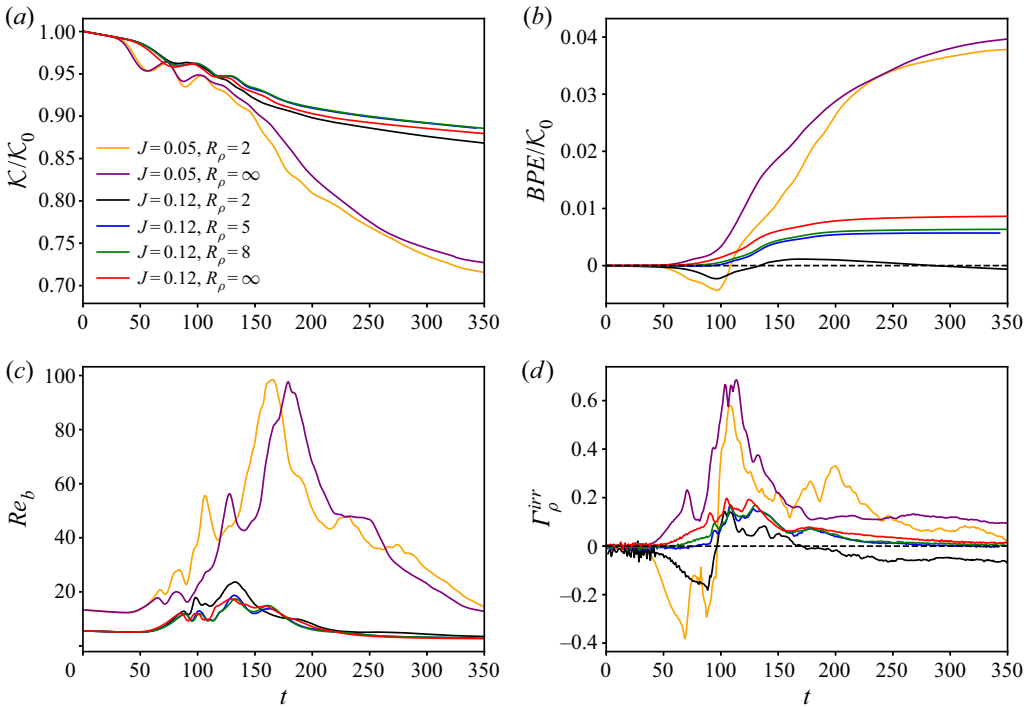 (a)
1.00
0.95
0.90
0.85
0.80
0.75
0.70
K/K₀
J = 0.05, Rρ = 2
J = 0.05, Rρ = ∞
J = 0.12, Rρ = 2
J = 0.12, Rρ = 5
J = 0.12, Rρ = 8
J = 0.12, Rρ = ∞
0 50 100 150 200 250 300 350
(b)
0.04
0.03
0.02
0.01
0
BPE/K₀
0 50 100 150 200 250 300 350
(c)
100
80
60
40
20
Re_b
0 50 100 150 200 250 300 350
t
(d)
0.6
0.4
0.2
0
−0.2
−0.4
Γρ^irr
0 50 100 150 200 250 300 350
t